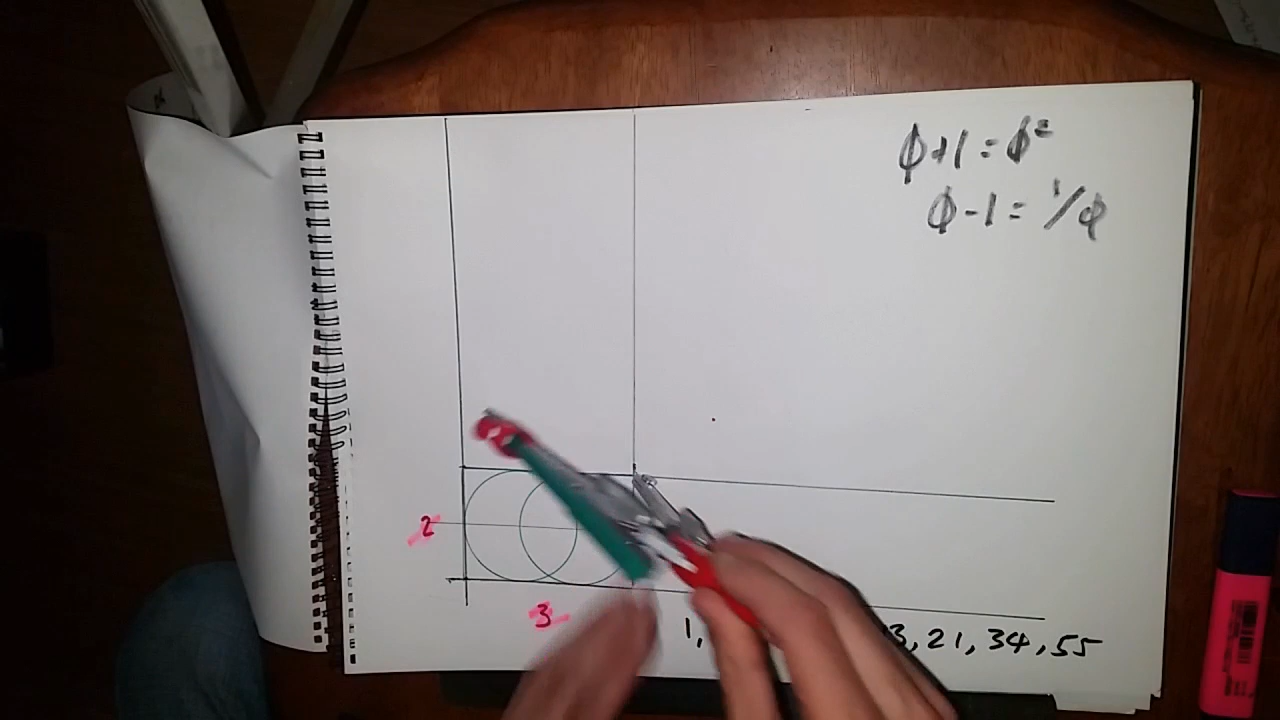 ϕ+1=ϕ²
ϕ-1=1/ϕ
2
3
1, 3, 21, 34, 55